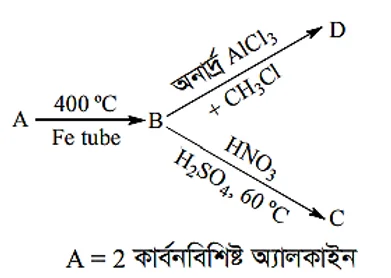 D
অনার্দ্র AlCl₃
+ CH₃Cl
A
400 ºC
Fe tube
B
HNO₃
H₂SO₄, 60 ºC
C
A = 2 কার্বনবিশিষ্ট অ্যালকাইন